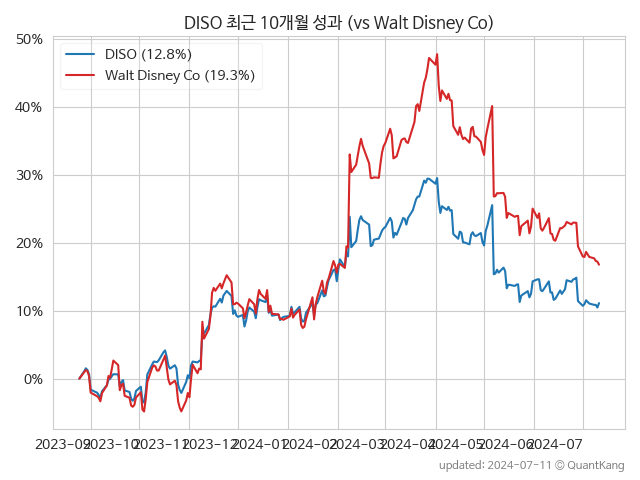 DISO 최근 10개월 성과 (vs Walt Disney Co)
DISO (12.8%)
Walt Disney Co (19.3%)
50%
40%
30%
20%
10%
0%
2023-09 2023-10 2023-11 2023-12 2024-01 2024-02 2024-03 2024-04 2024-05 2024-06 2024-07
updated: 2024-07-11 © QuantKang